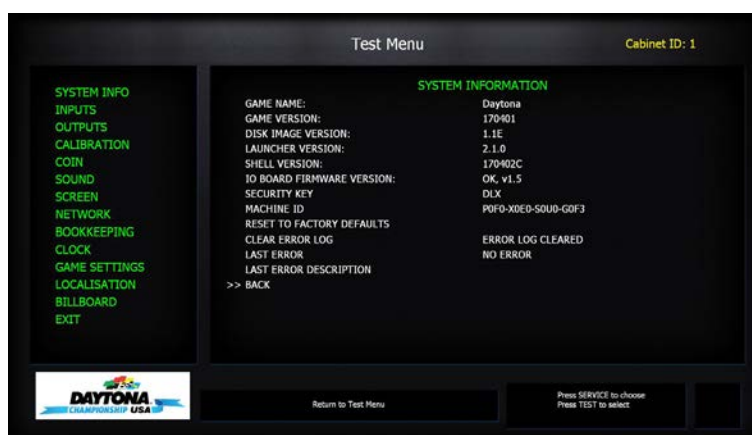 Test Menu
Cabinet ID: 1
SYSTEM INFO
INPUTS
OUTPUTS
CALIBRATION
COIN
SOUND
SCREEN
NETWORK
BOOKKEEPING
CLOCK
GAME SETTINGS
LOCALISATION
BILLBOARD
EXIT
SYSTEM INFORMATION
GAME NAME: Daytona
GAME VERSION: 170401
DISK IMAGE VERSION: 1.1E
LAUNCHER VERSION: 2.1.0
SHELL VERSION: 170402C
IO BOARD FIRMWARE VERSION: OK, v1.5
SECURITY KEY DLX
MACHINE ID P0F0-X0E0-S0U0-G0F3
RESET TO FACTORY DEFAULTS
CLEAR ERROR LOG ERROR LOG CLEARED
LAST ERROR NO ERROR
LAST ERROR DESCRIPTION
>> BACK
DAYTONA
CHAMPIONSHIP USA
Return to Test Menu
Press SERVICE to choose
Press TEST to select